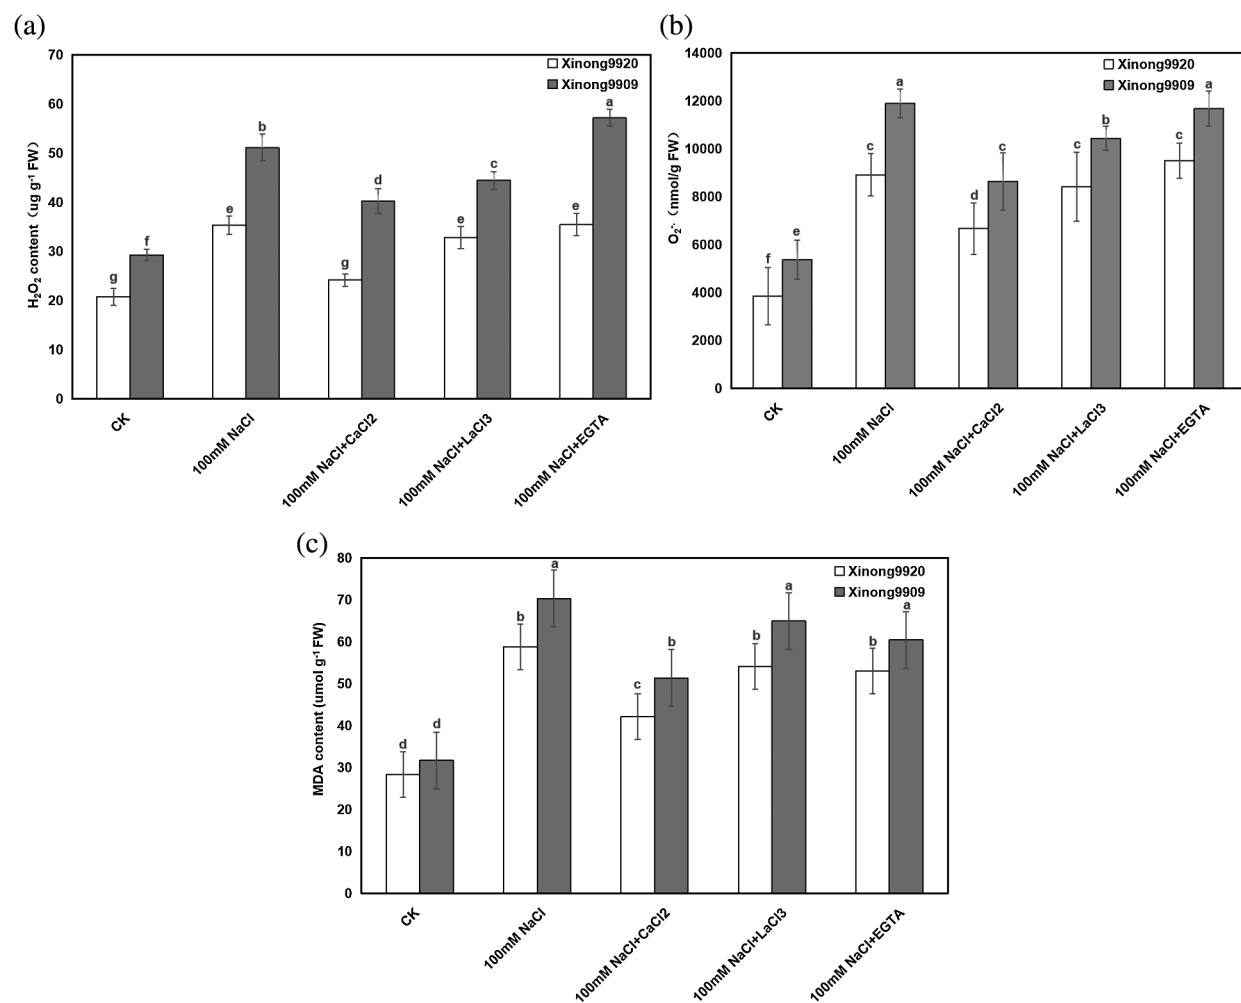 (a)
70
60
50
40
30
20
10
0
H₂O₂ content（ug g⁻¹ FW）
Xinong9920
Xinong9909
g
f
e
b
g
d
e
c
e
a
CK
100mM NaCl
100mM NaCl+CaCl2
100mM NaCl+LaCl3
100mM NaCl+EGTA
(b)
14000
12000
10000
8000
6000
4000
2000
0
O₂⁻·（nmol/g FW）
Xinong9920
Xinong9909
f
e
c
a
d
c
c
b
c
a
CK
100mM NaCl
100mM NaCl+CaCl2
100mM NaCl+LaCl3
100mM NaCl+EGTA
(c)
80
70
60
50
40
30
20
10
0
MDA content (umol g⁻¹ FW)
Xinong9920
Xinong9909
d
d
b
a
c
b
b
a
b
a
CK
100mM NaCl
100mM NaCl+CaCl2
100mM NaCl+LaCl3
100mM NaCl+EGTA